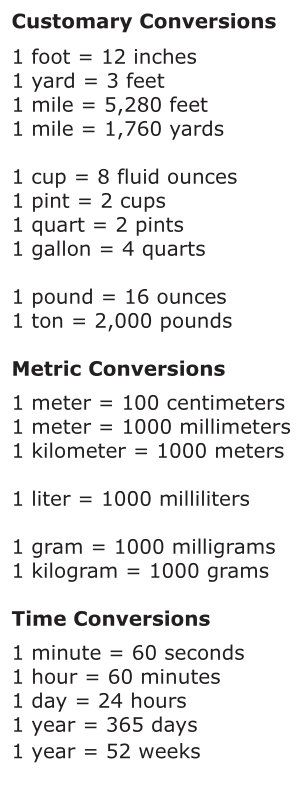 Customary Conversions
1 foot = 12 inches
1 yard = 3 feet
1 mile = 5,280 feet
1 mile = 1,760 yards
1 cup = 8 fluid ounces
1 pint = 2 cups
1 quart = 2 pints
1 gallon = 4 quarts
1 pound = 16 ounces
1 ton = 2,000 pounds
Metric Conversions
1 meter = 100 centimeters
1 meter = 1000 millimeters
1 kilometer = 1000 meters
1 liter = 1000 milliliters
1 gram = 1000 milligrams
1 kilogram = 1000 grams
Time Conversions
1 minute = 60 seconds
1 hour = 60 minutes
1 day = 24 hours
1 year = 365 days
1 year = 52 weeks